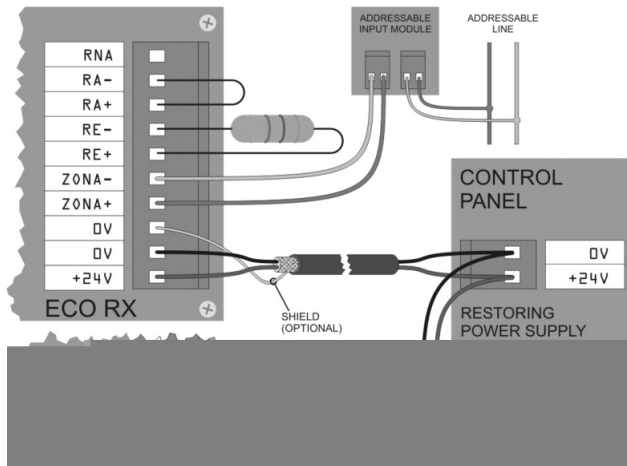 RNA
RA-
RA+
RE-
RE+
ZONA-
ZONA+
0V
0V
+24V
ECO RX
ADDRESSABLE
INPUT MODULE
ADDRESSABLE
LINE
SHIELD
(OPTIONAL)
CONTROL
PANEL
0V
+24V
RESTORING
POWER SUPPLY